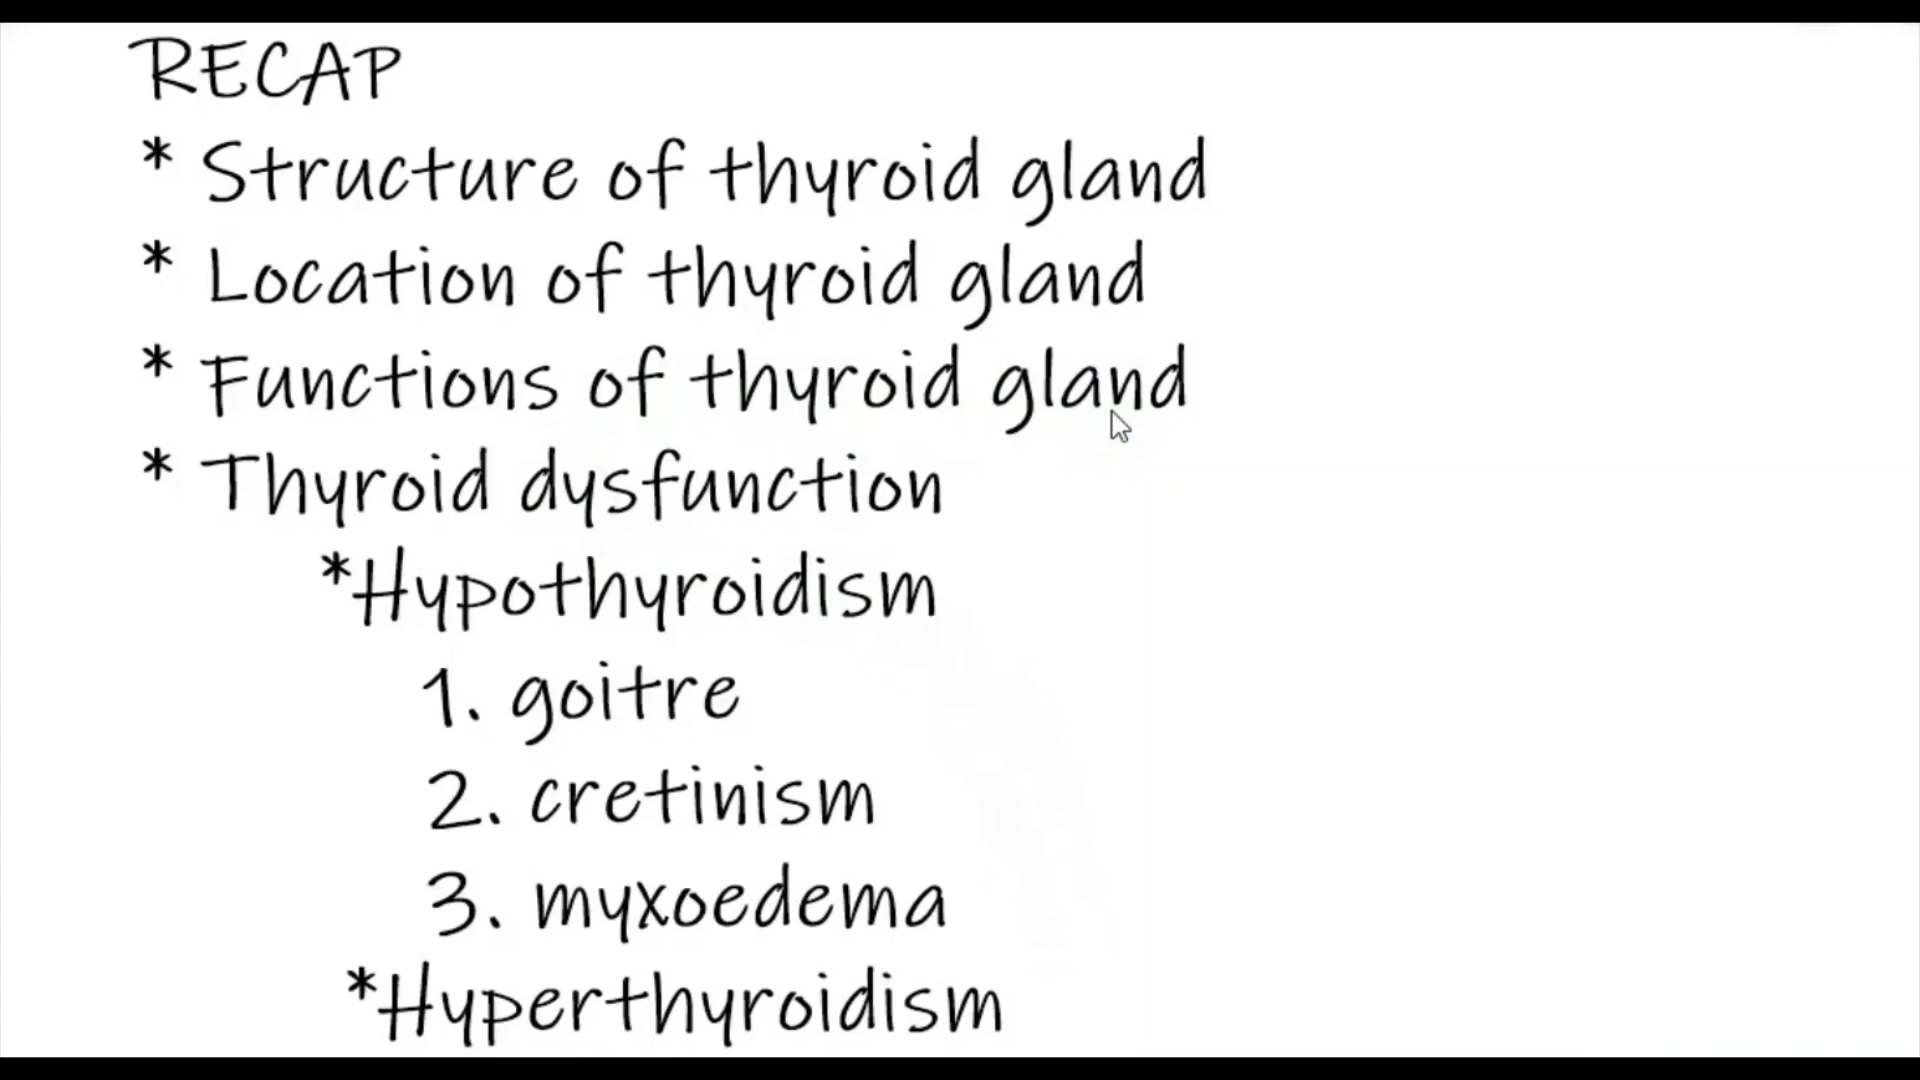 RECAP
* Structure of thyroid gland
* Location of thyroid gland
* Functions of thyroid gland
* Thyroid dysfunction
*Hypothyroidism
1. goitre
2. cretinism
3. myxoedema
*Hyperthyroidism